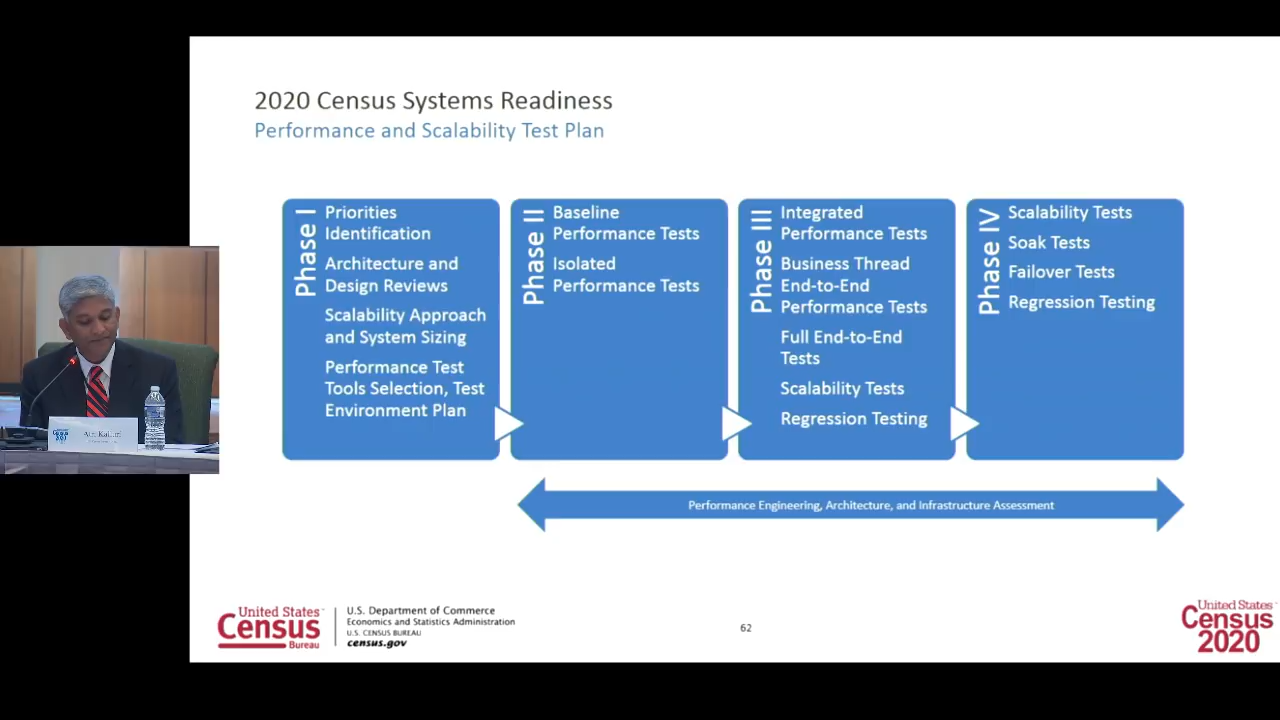 2020 Census Systems Readiness
Performance and Scalability Test Plan
Phase I
Priorities
Identification
Architecture and
Design Reviews
Scalability Approach
and System Sizing
Performance Test
Tools Selection, Test
Environment Plan
Phase II
Baseline
Performance Tests
Isolated
Performance Tests
Phase III
Integrated
Performance Tests
Business Thread
End-to-End
Performance Tests
Full End-to-End
Tests
Scalability Tests
Regression Testing
Phase IV
Scalability Tests
Soak Tests
Failover Tests
Regression Testing
Performance Engineering, Architecture, and Infrastructure Assessment
United States
Census
Bureau
U.S. Department of Commerce
Economics and Statistics Administration
U.S. CENSUS BUREAU
census.gov
62
United States
Census
2020